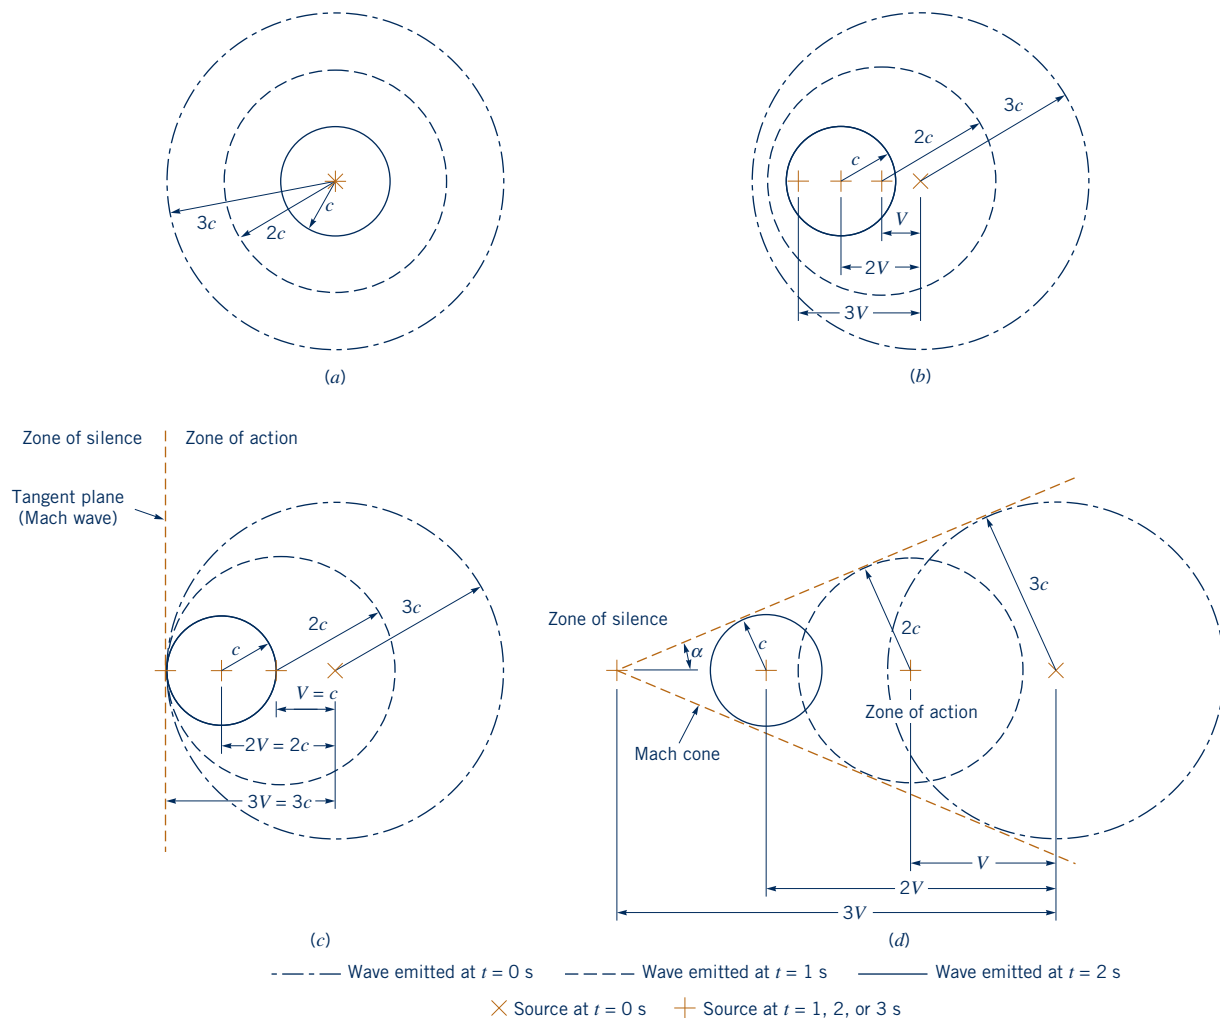 3c
2c
c
(a)
3c
2c
c
V
2V
3V
(b)
Zone of silence
Zone of action
Tangent plane
(Mach wave)
3c
2c
c
V = c
2V = 2c
3V = 3c
(c)
Zone of silence
α
c
2c
3c
Zone of action
Mach cone
V
2V
3V
(d)
Wave emitted at t = 0 s
Wave emitted at t = 1 s
Wave emitted at t = 2 s
Source at t = 0 s
Source at t = 1, 2, or 3 s